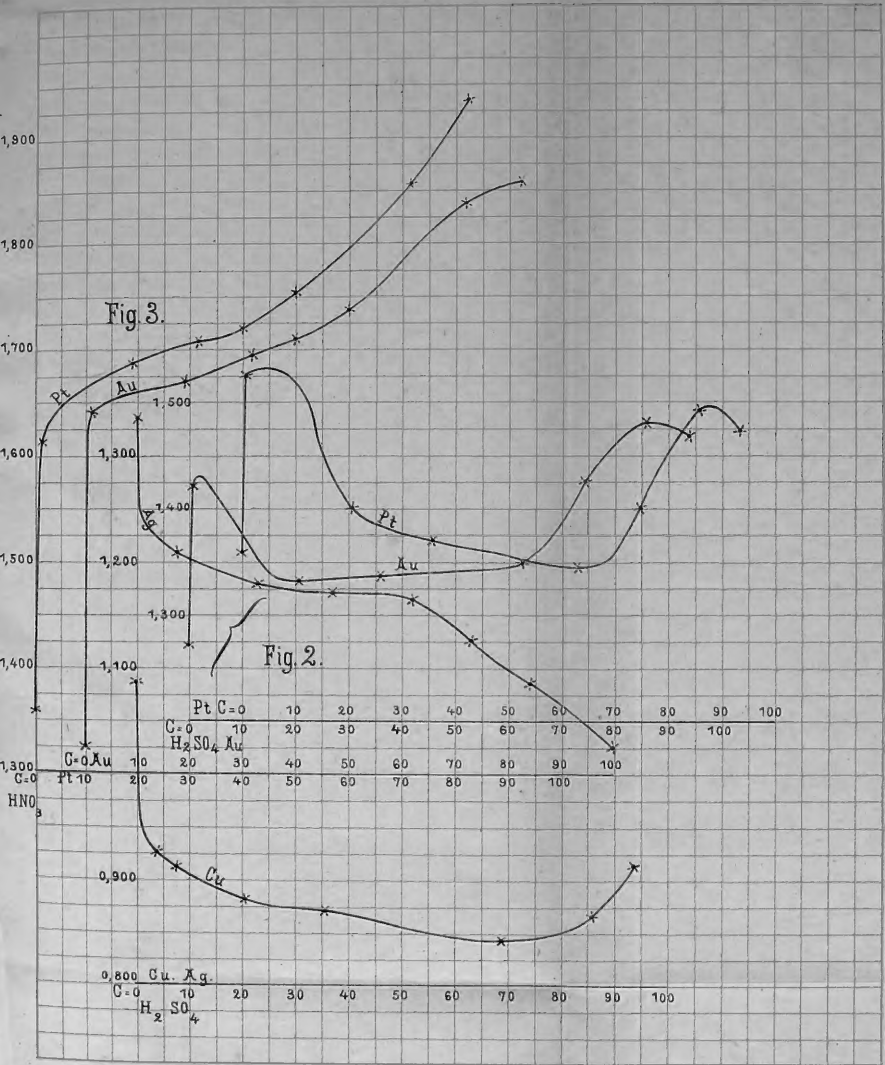 1,900
1,800
Fig. 3.
1,700
Pt
Au
1,500
1,600
1,300
1,400
Ag
Pt
1,500
1,200
Au
1,300
1,400
1,100
Fig. 2.
Pt C=0 10 20 30 40 50 60 70 80 90 100
C=0 10 20 30 40 50 60 70 80 90 100
H2SO4 Au
C=0 Au 10 20 30 40 50 60 70 80 90 100
1,300
C=0 Pt 10 20 30 40 50 60 70 80 90 100
HNO3
0,900
Cu
0,800 Cu. Ag.
C=0 0 10 20 30 40 50 60 70 80 90 100
H2SO4